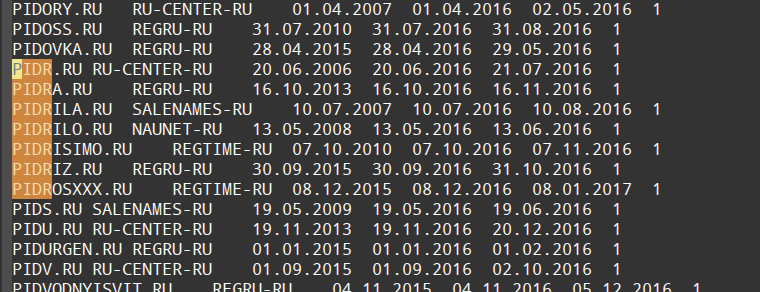 PIDORY.RU RU-CENTER-RU 01.04.2007 01.04.2016 02.05.2016 1
PIDOSS.RU REGRU-RU 31.07.2010 31.07.2016 31.08.2016 1
PIDOVKA.RU REGRU-RU 28.04.2015 28.04.2016 29.05.2016 1
PIDR.RU RU-CENTER-RU 20.06.2006 20.06.2016 21.07.2016 1
PIDRA.RU REGRU-RU 16.10.2013 16.10.2016 16.11.2016 1
PIDRILA.RU SALENAMES-RU 10.07.2007 10.07.2016 10.08.2016 1
PIDRILO.RU NAUNET-RU 13.05.2008 13.05.2016 13.06.2016 1
PIDRISIMO.RU REGTIME-RU 07.10.2010 07.10.2016 07.11.2016 1
PIDRIZ.RU REGRU-RU 30.09.2015 30.09.2016 31.10.2016 1
PIDROSXXX.RU REGTIME-RU 08.12.2015 08.12.2016 08.01.2017 1
PIDS.RU SALENAMES-RU 19.05.2009 19.05.2016 19.06.2016 1
PIDU.RU RU-CENTER-RU 19.11.2013 19.11.2016 20.12.2016 1
PIDURGEN.RU REGRU-RU 01.01.2015 01.01.2016 01.02.2016 1
PIDV.RU RU-CENTER-RU 01.09.2015 01.09.2016 02.10.2016 1
PIDVODNYISVIT.RU REGRU-RU 04.11.2015 04.11.2016 05.12.2016 1